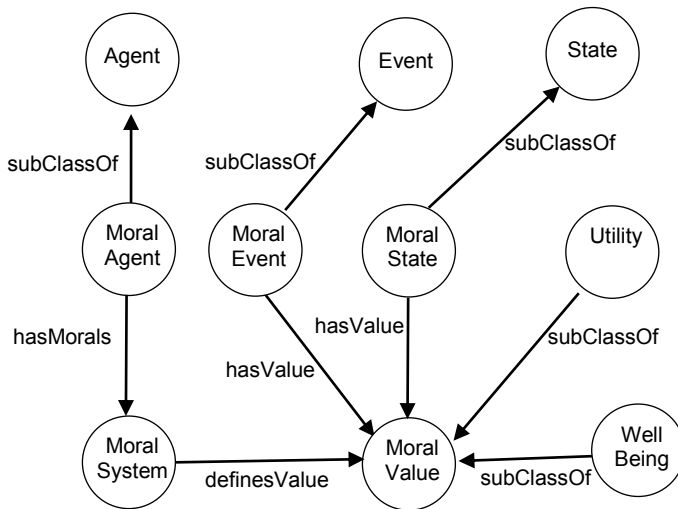 Agent
Event
State
subClassOf
subClassOf
subClassOf
Moral
Agent
Moral
Event
Moral
State
Utility
hasMorals
hasValue
hasValue
subClassOf
Moral
System
definesValue
Moral
Value
subClassOf
Well
Being